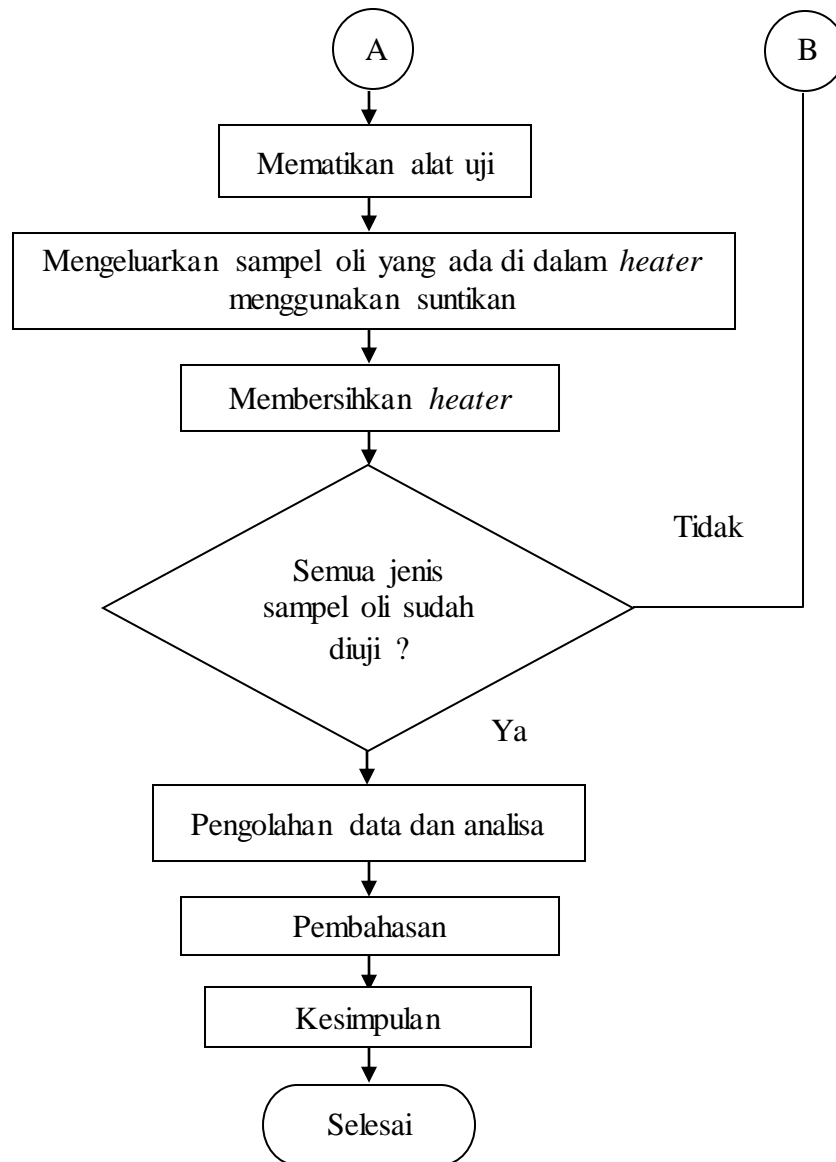 A
B
Mematikan alat uji
Mengeluarkan sampel oli yang ada di dalam heater
menggunakan suntikan
Membersihkan heater
Tidak
Semua jenis
sampel oli sudah
diuji ?
Ya
Pengolahan data dan analisa
Pembahasan
Kesimpulan
Selesai